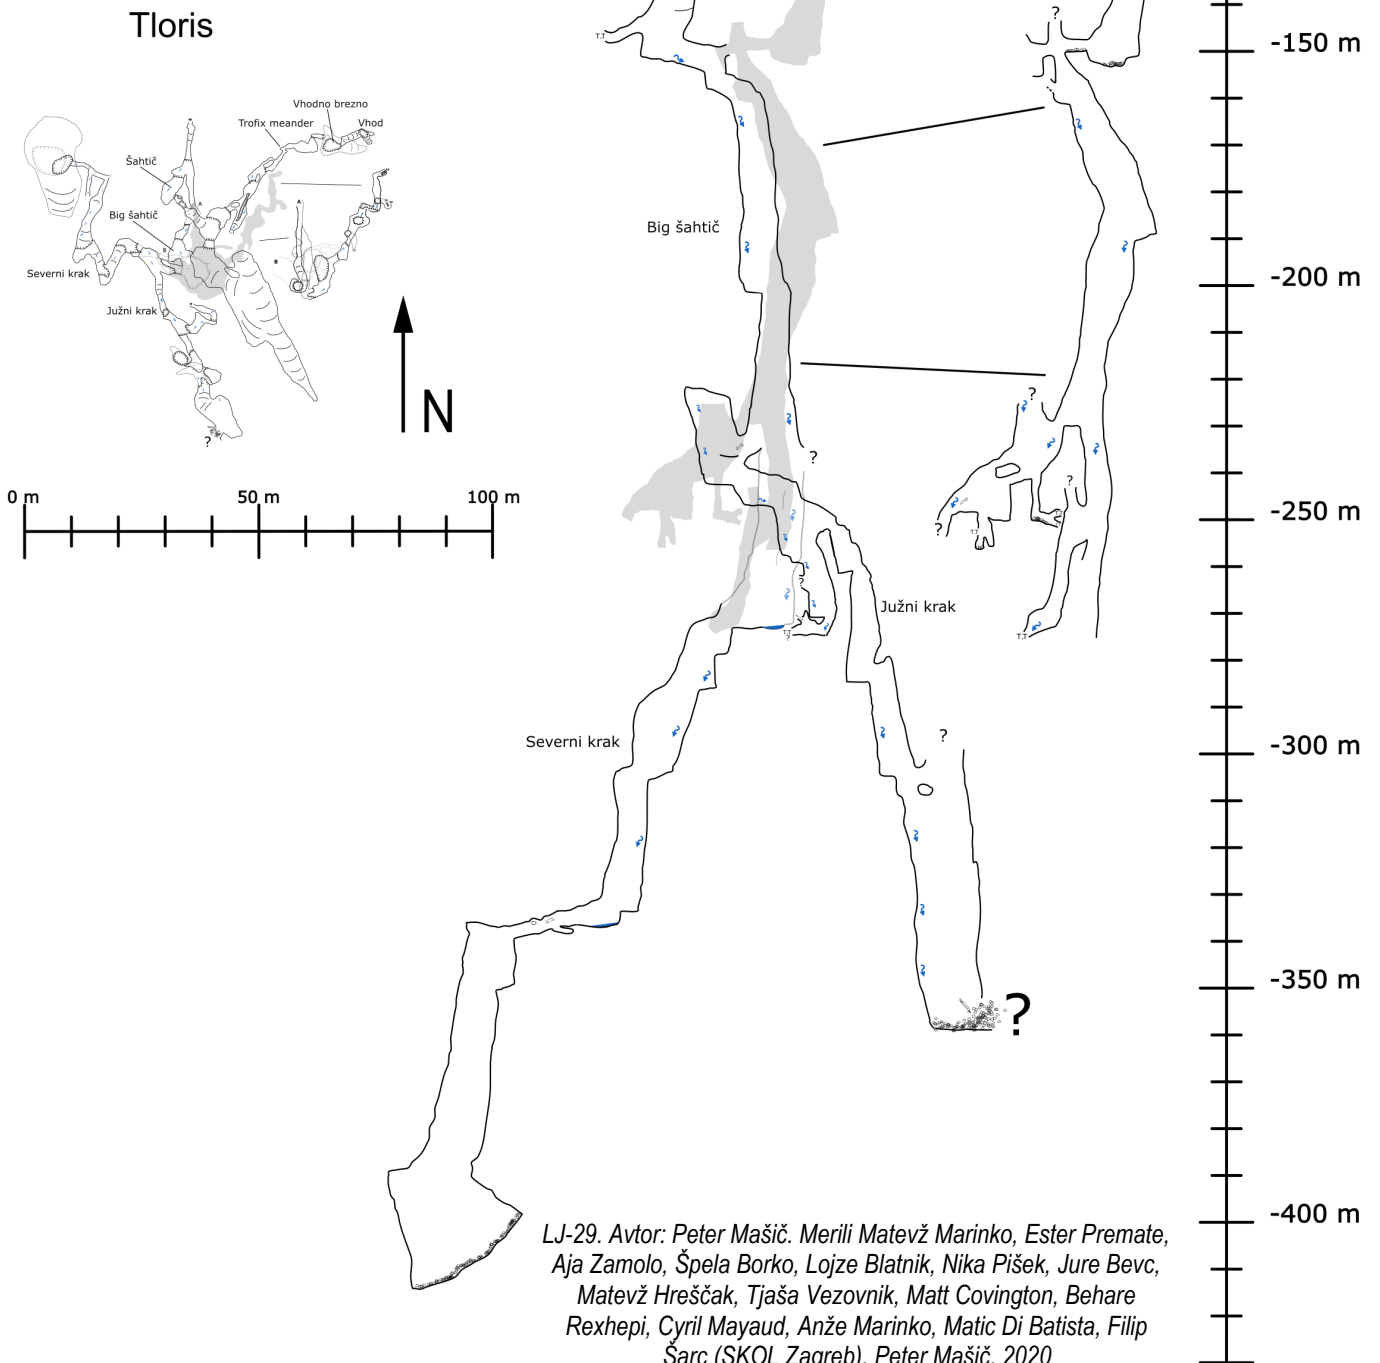 Tloris
Vhodno brezno
Trofix meander
Vhod
Šahtič
Big šahtič
A
A
B
B
Severni krak
Južni krak
?
N
0 m
50 m
100 m
T.T
?
Big šahtič
?
?
?
?
T.T
?
T.T
?
T.T
?
Južni krak
Severni krak
?
?
-150 m
-200 m
-250 m
-300 m
-350 m
-400 m
LJ-29. Avtor: Peter Mašič. Merili Matevž Marinko, Ester Premate,
Aja Zamolo, Špela Borko, Lojze Blatnik, Nika Pišek, Jure Bevc,
Matevž Hreščak, Tjaša Vezovnik, Matt Covington, Behare
Rexhepi, Cyril Mayaud, Anže Marinko, Matic Di Batista, Filip
Šarc (SKOL Zagreb), Peter Mašič, 2020